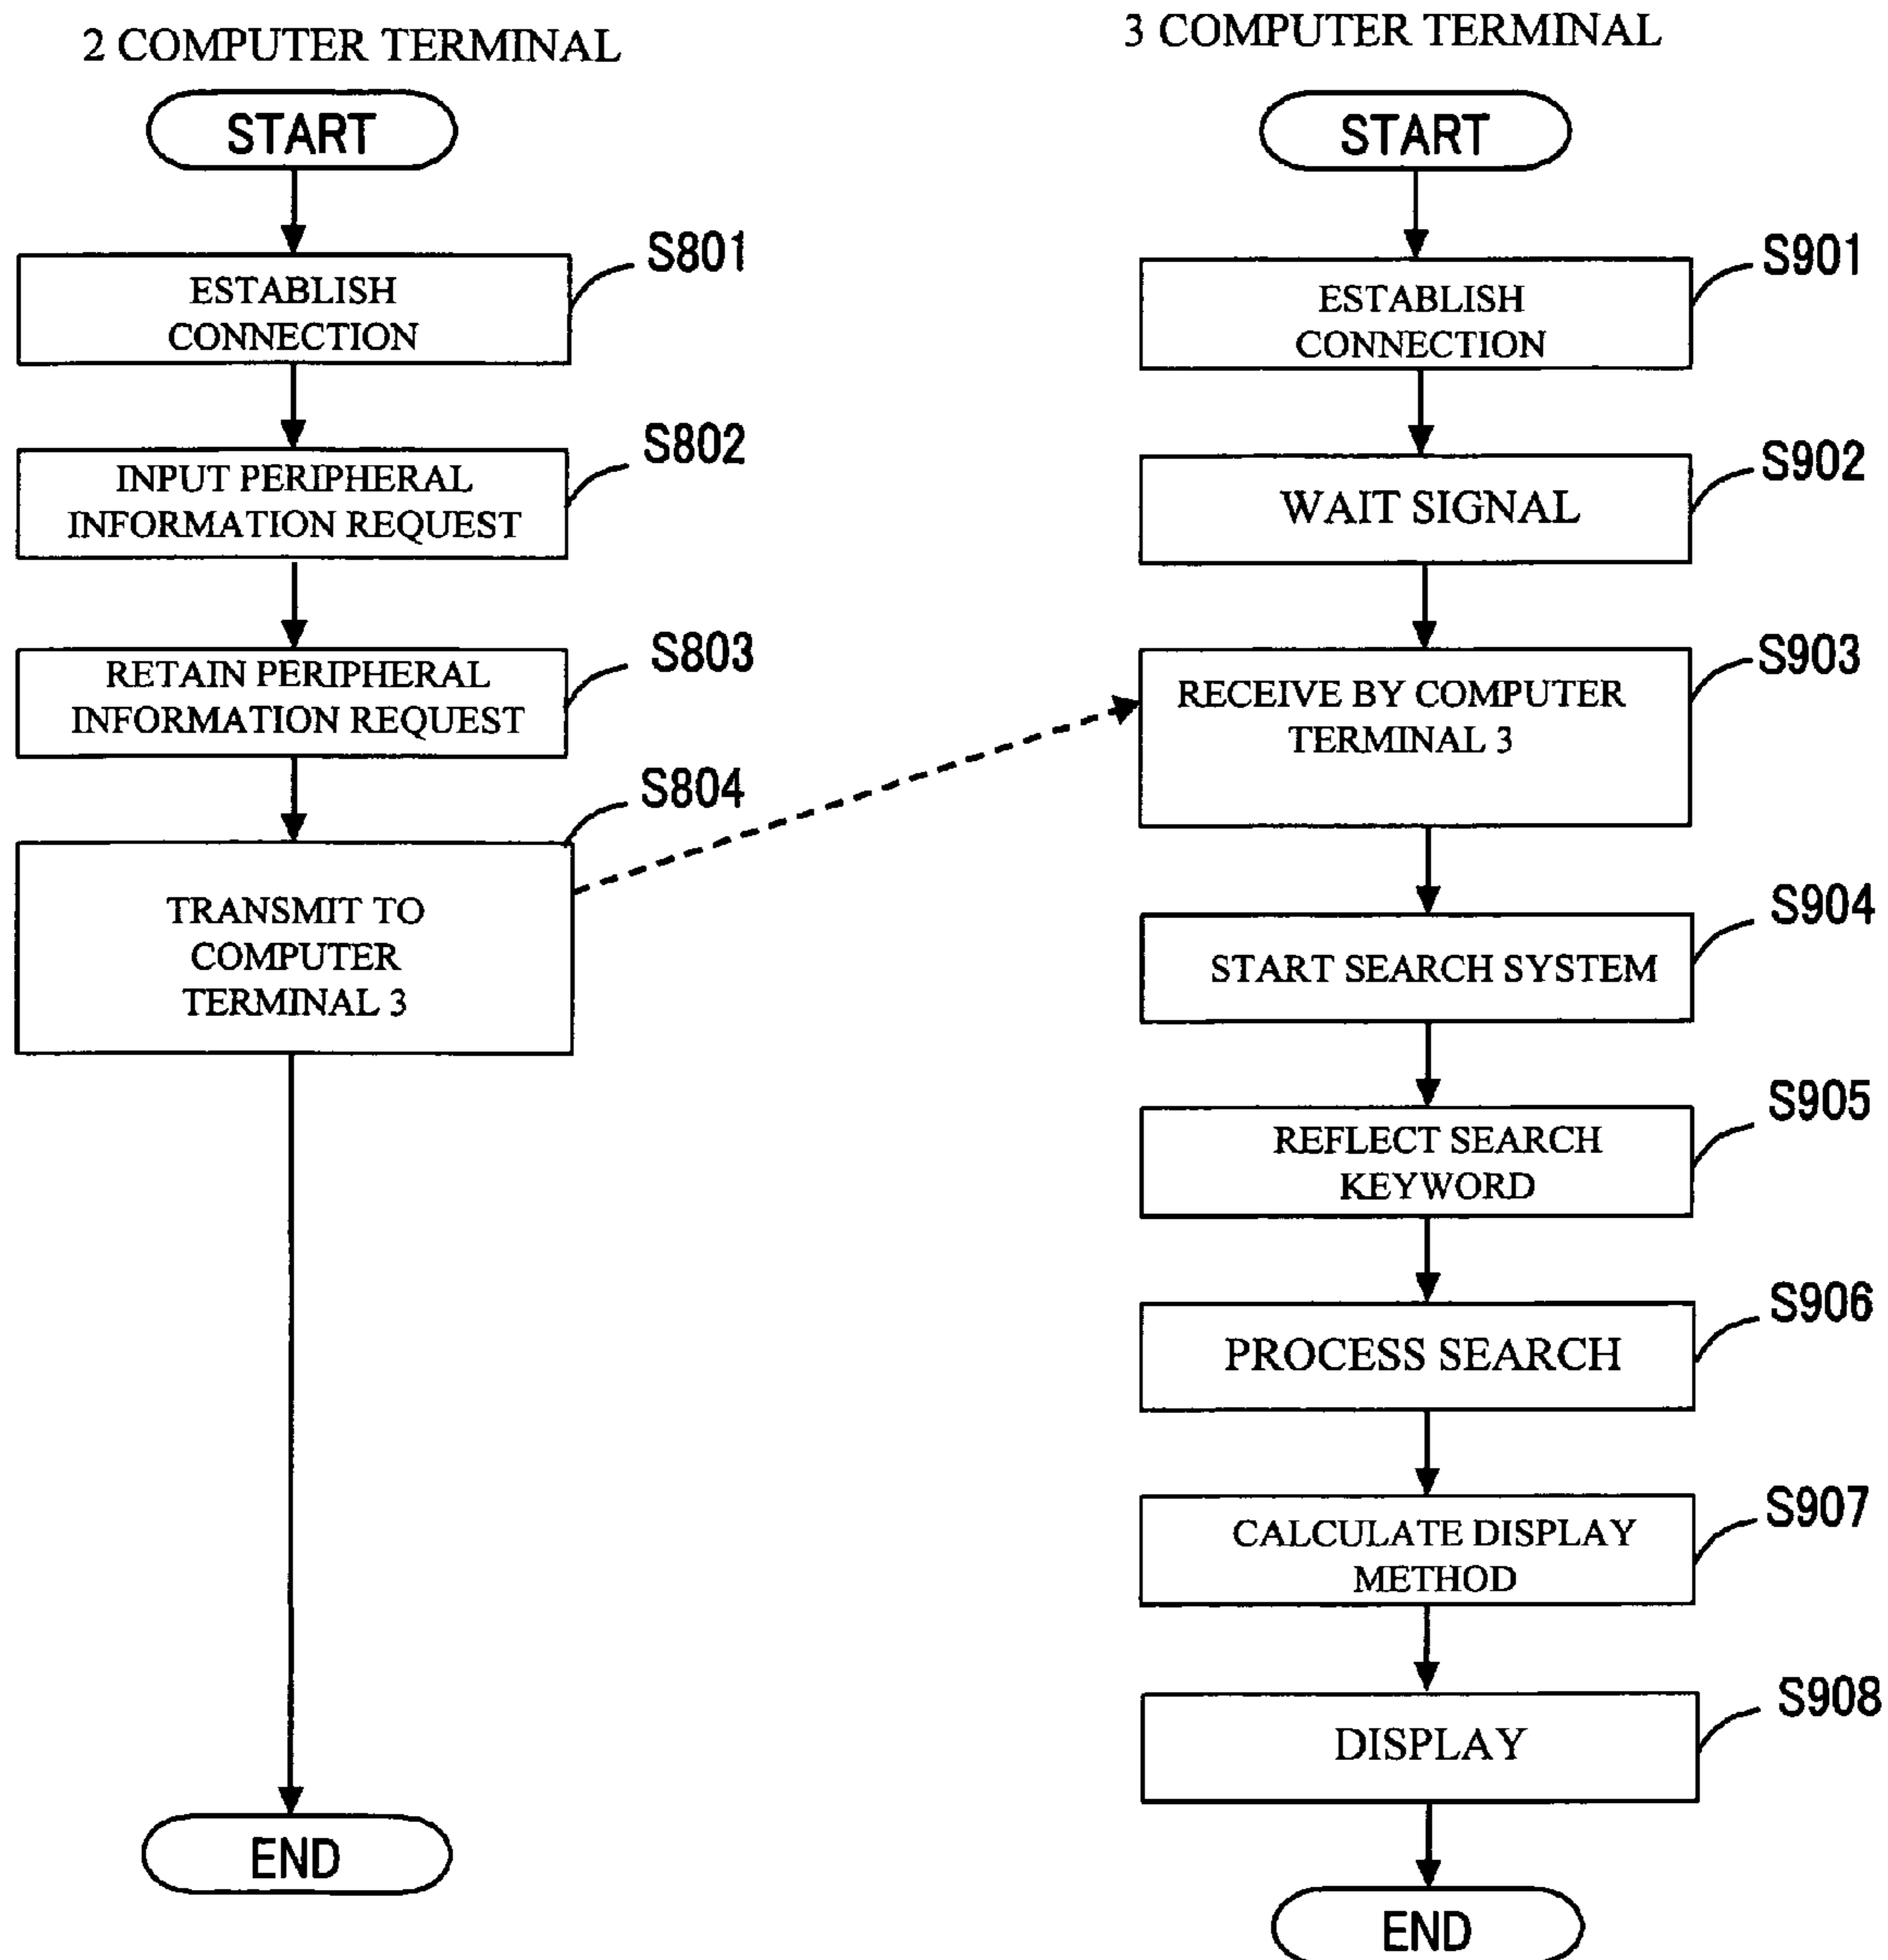 2 COMPUTER TERMINAL
START
S801
ESTABLISH
CONNECTION
S802
INPUT PERIPHERAL
INFORMATION REQUEST
S803
RETAIN PERIPHERAL
INFORMATION REQUEST
S804
TRANSMIT TO
COMPUTER
TERMINAL 3
END
3 COMPUTER TERMINAL
START
S901
ESTABLISH
CONNECTION
S902
WAIT SIGNAL
S903
RECEIVE BY COMPUTER
TERMINAL 3
S904
START SEARCH SYSTEM
S905
REFLECT SEARCH
KEYWORD
S906
PROCESS SEARCH
S907
CALCULATE DISPLAY
METHOD
S908
DISPLAY
END